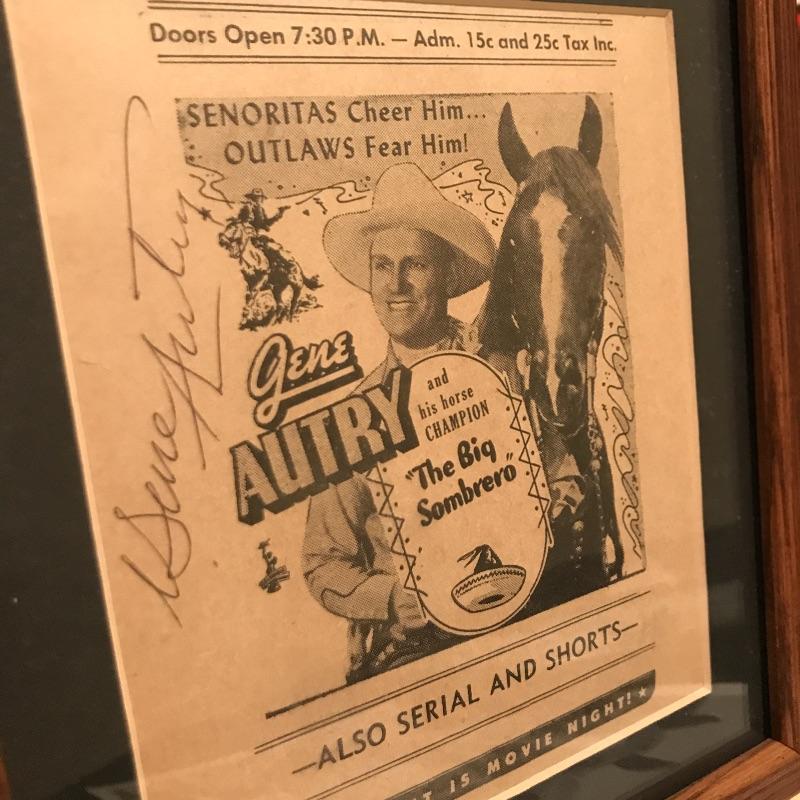 Doors Open 7:30 P.M. — Adm. 15c and 25c Tax Inc.
SENORITAS Cheer Him...
OUTLAWS Fear Him!
Gene Autry
Gene
AUTRY
and
his horse
CHAMPION
"The Big
Sombrero"
—ALSO SERIAL AND SHORTS—
IS MOVIE NIGHT!